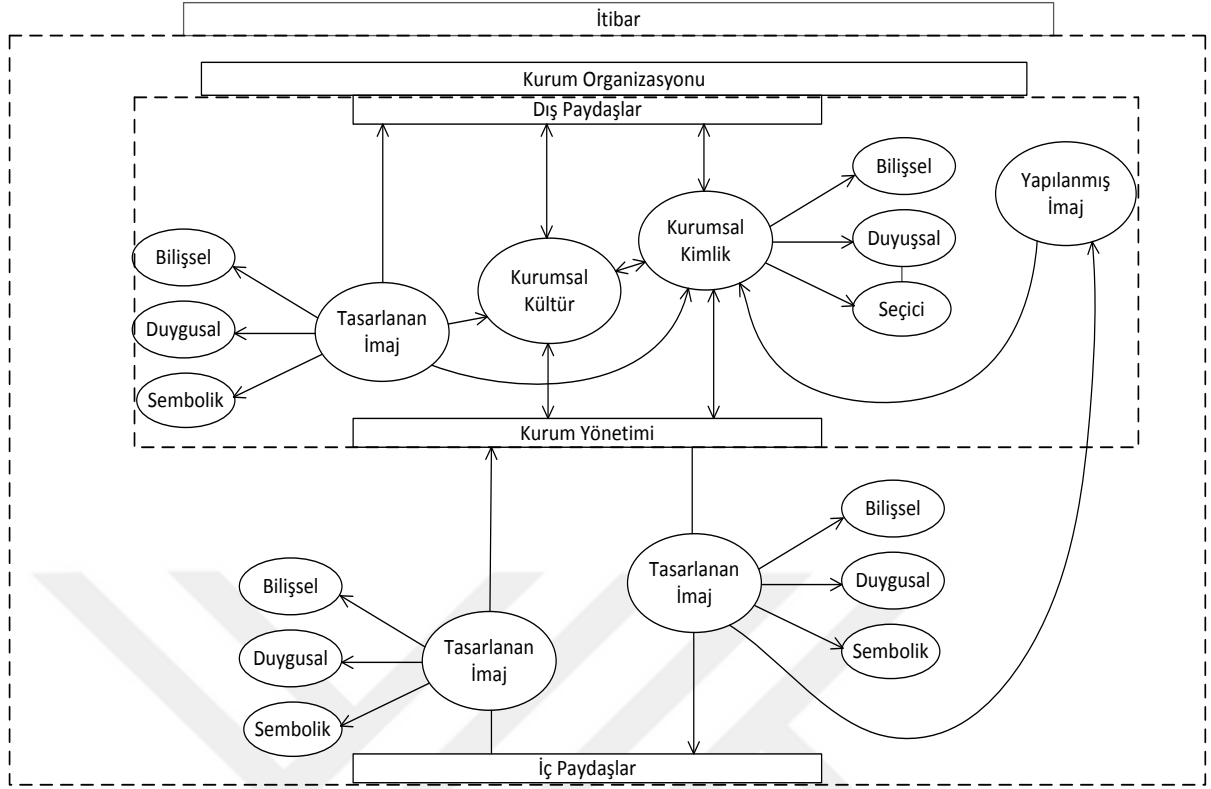 İtibar
Kurum Organizasyonu
Dış Paydaşlar
Bilişsel
Yapılanmış
İmaj
Kurumsal
Kimlik
Duyuşsal
Bilişsel
Kurumsal
Kültür
Seçici
Duygusal
Tasarlanan
İmaj
Sembolik
Kurum Yönetimi
Bilişsel
Tasarlanan
İmaj
Duygusal
Bilişsel
Sembolik
Tasarlanan
İmaj
Duygusal
Sembolik
İç Paydaşlar